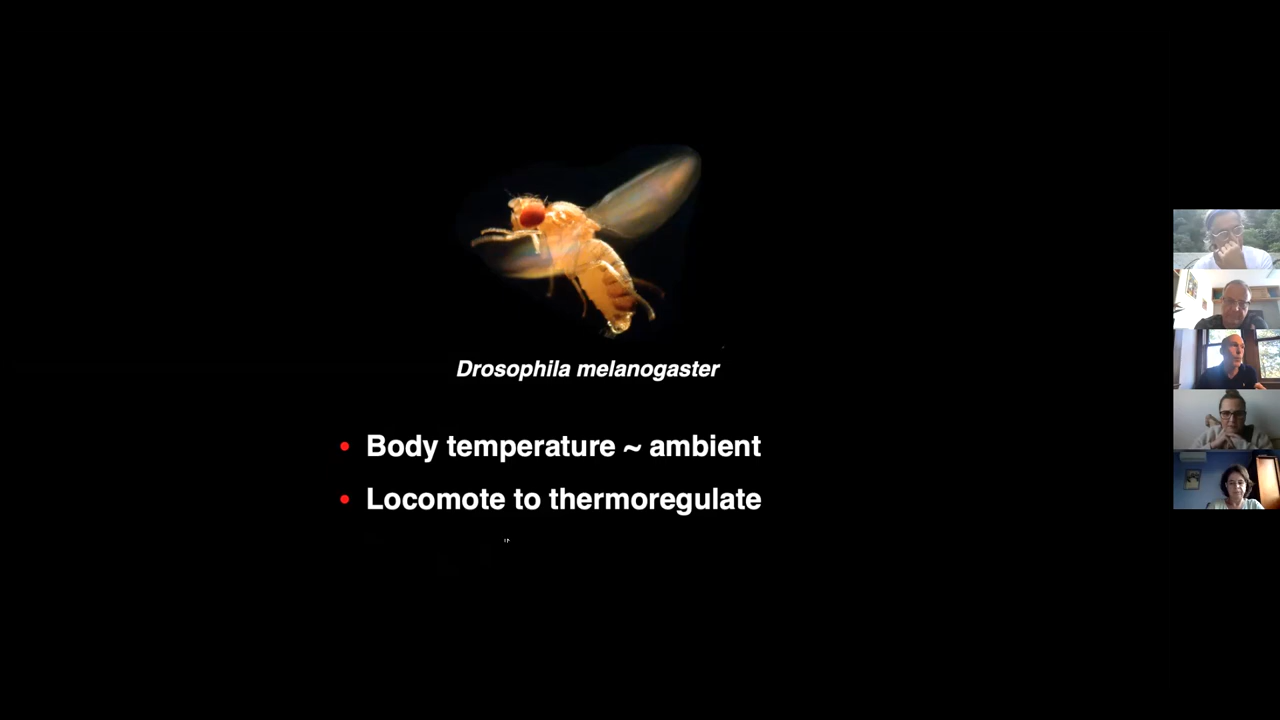 Drosophila melanogaster
• Body temperature ~ ambient
• Locomote to thermoregulate